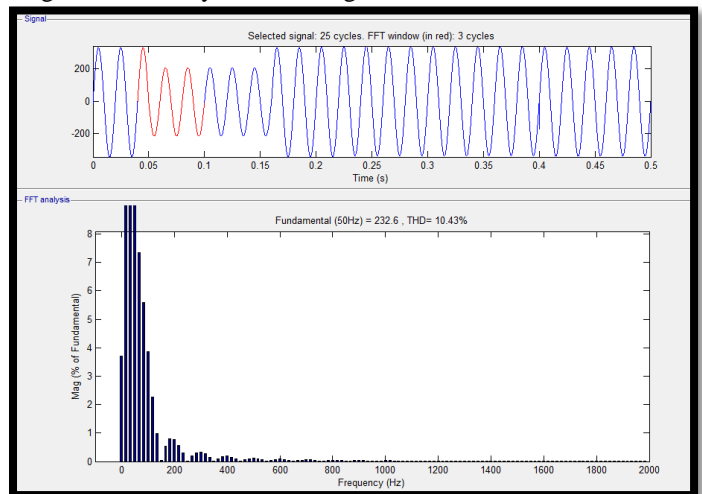 Signal
Selected signal: 25 cycles. FFT window (in red): 3 cycles
200
0
-200
0 0.05 0.1 0.15 0.2 0.25 0.3 0.35 0.4 0.45 0.5
Time (s)
FFT analysis
Fundamental (50Hz) = 232.6 , THD= 10.43%
8
7
6
5
4
3
2
1
0
Mag (% of Fundamental)
0 200 400 600 800 1000 1200 1400 1600 1800 2000
Frequency (Hz)